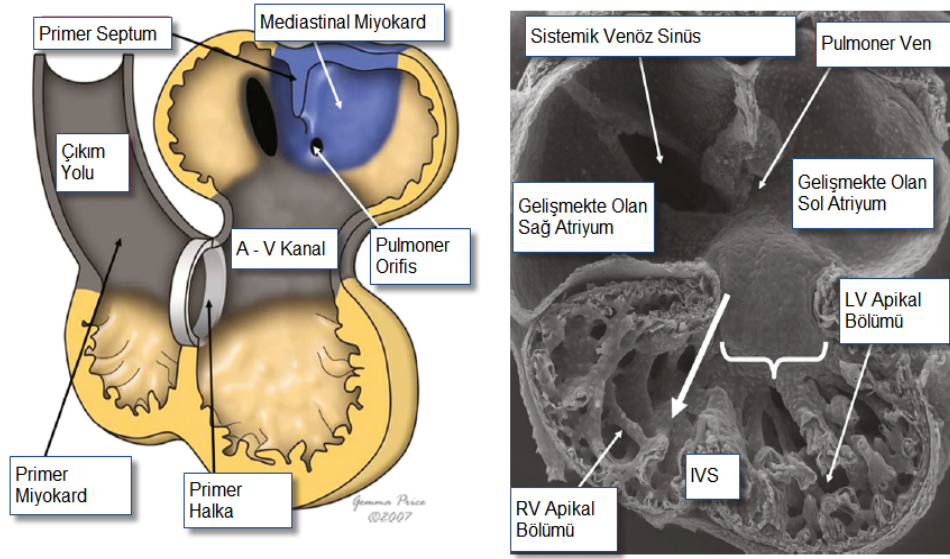 Primer Septum
Mediastinal Miyokard
Çıkım
Yolu
A - V Kanal
Pulmoner
Orifis
Primer
Miyokard
Primer
Halka
Gemma Price
©2007
Sistemik Venöz Sinüs
Pulmoner Ven
Gelişmekte Olan
Sağ Atriyum
Gelişmekte Olan
Sol Atriyum
LV Apikal
Bölümü
IVS
RV Apikal
Bölümü